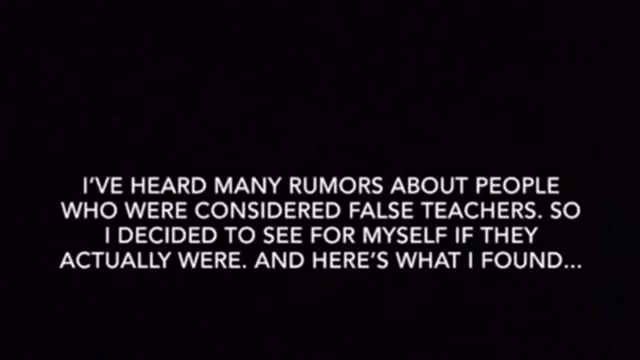 I'VE HEARD MANY RUMORS ABOUT PEOPLE
WHO WERE CONSIDERED FALSE TEACHERS. SO
I DECIDED TO SEE FOR MYSELF IF THEY
ACTUALLY WERE. AND HERE'S WHAT I FOUND...